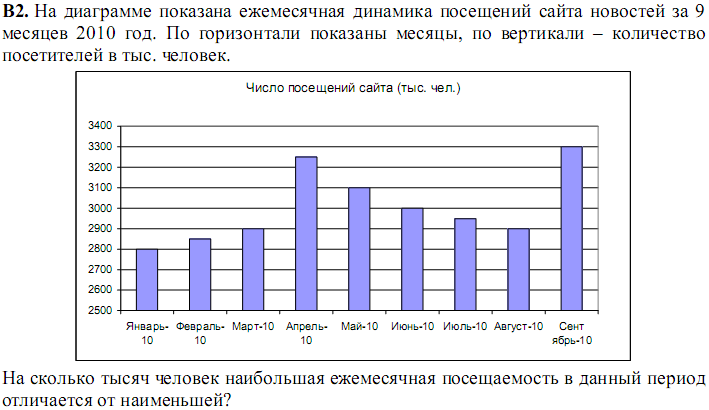 В2. На диаграмме показана ежемесячная динамика посещений сайта новостей за 9
месяцев 2010 год. По горизонтали показаны месяцы, по вертикали – количество
посетителей в тыс. человек.
Число посещений сайта (тыс. чел.)
3400
3300
3200
3100
3000
2900
2800
2700
2600
2500
Январь- Февраль- Март-10 Апрель- Май-10 Июнь-10 Июль-10 Август-10 Сент
10 10 10 ябрь-10
На сколько тысяч человек наибольшая ежемесячная посещаемость в данный период
отличается от наименьшей?